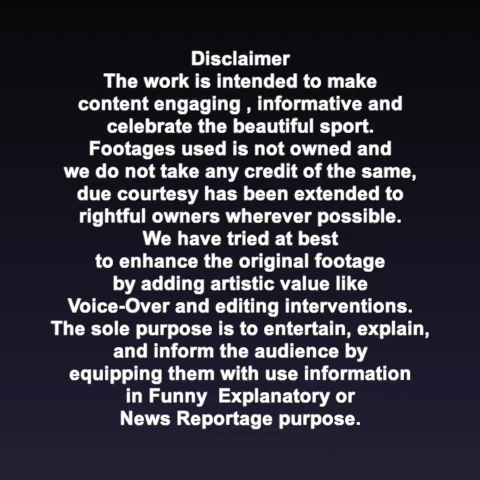 Disclaimer
The work is intended to make
content engaging , informative and
celebrate the beautiful sport.
Footages used is not owned and
we do not take any credit of the same,
due courtesy has been extended to
rightful owners wherever possible.
We have tried at best
to enhance the original footage
by adding artistic value like
Voice-Over and editing interventions.
The sole purpose is to entertain, explain,
and inform the audience by
equipping them with use information
in Funny  Explanatory or
News Reportage purpose.